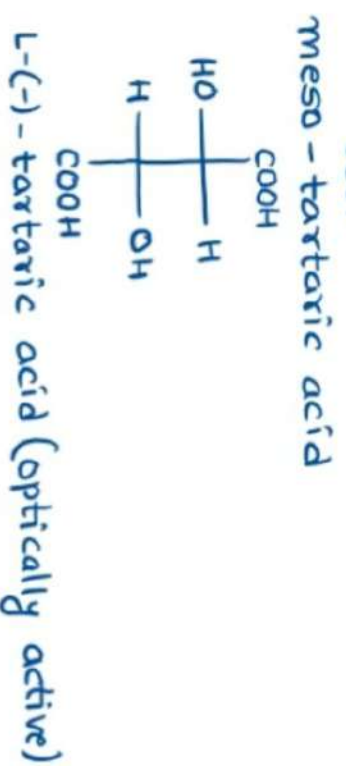 meso-tartaric acid
COOH
HO H
H OH
COOH
L-(-)-tartaric acid (optically active)